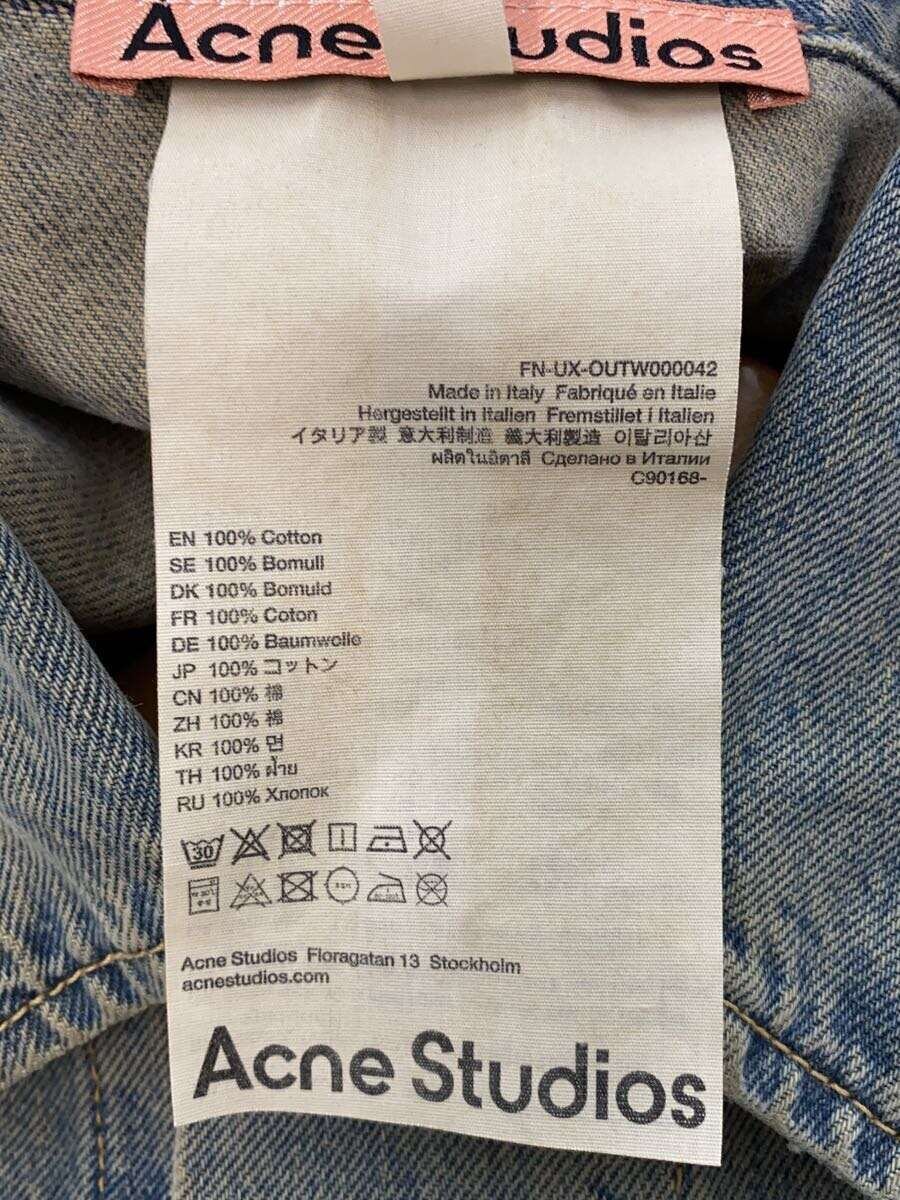 Acne Studios
FN-UX-OUTW000042
Made in Italy Fabriqué en Italie
Hergestellt in Italien Fremstillet i Italien
イタリア製 意大利制造 義大利製造 이탈리아산
ผลิตในอิตาลี Сделано в Италии
C90168-
EN 100% Cotton
SE 100% Bomull
DK 100% Bomuld
FR 100% Coton
DE 100% Baumwolle
JP 100% コットン
CN 100% 棉
ZH 100% 棉
KR 100% 면
TH 100% ฝ้าย
RU 100% Хлопок
30
Acne Studios Floragatan 13 Stockholm
acnestudios.com
Acne Studios